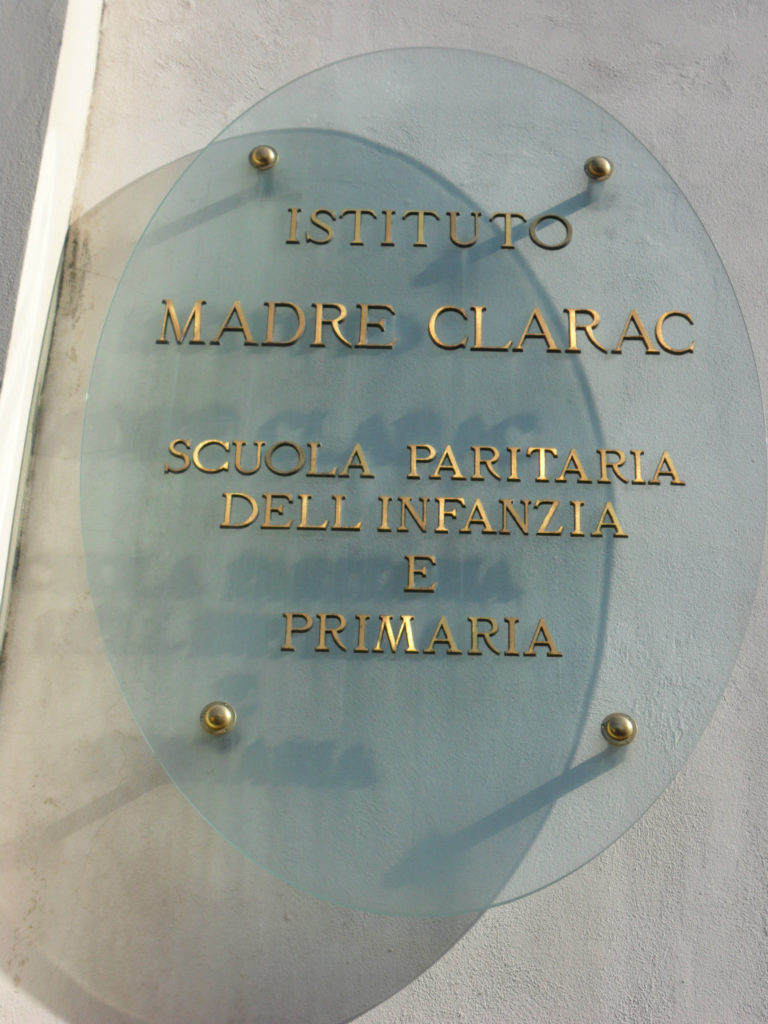 ISTITUTO
MADRE CLARAC
SCUOLA PARITARIA
DELL INFANZIA
E
PRIMARIA